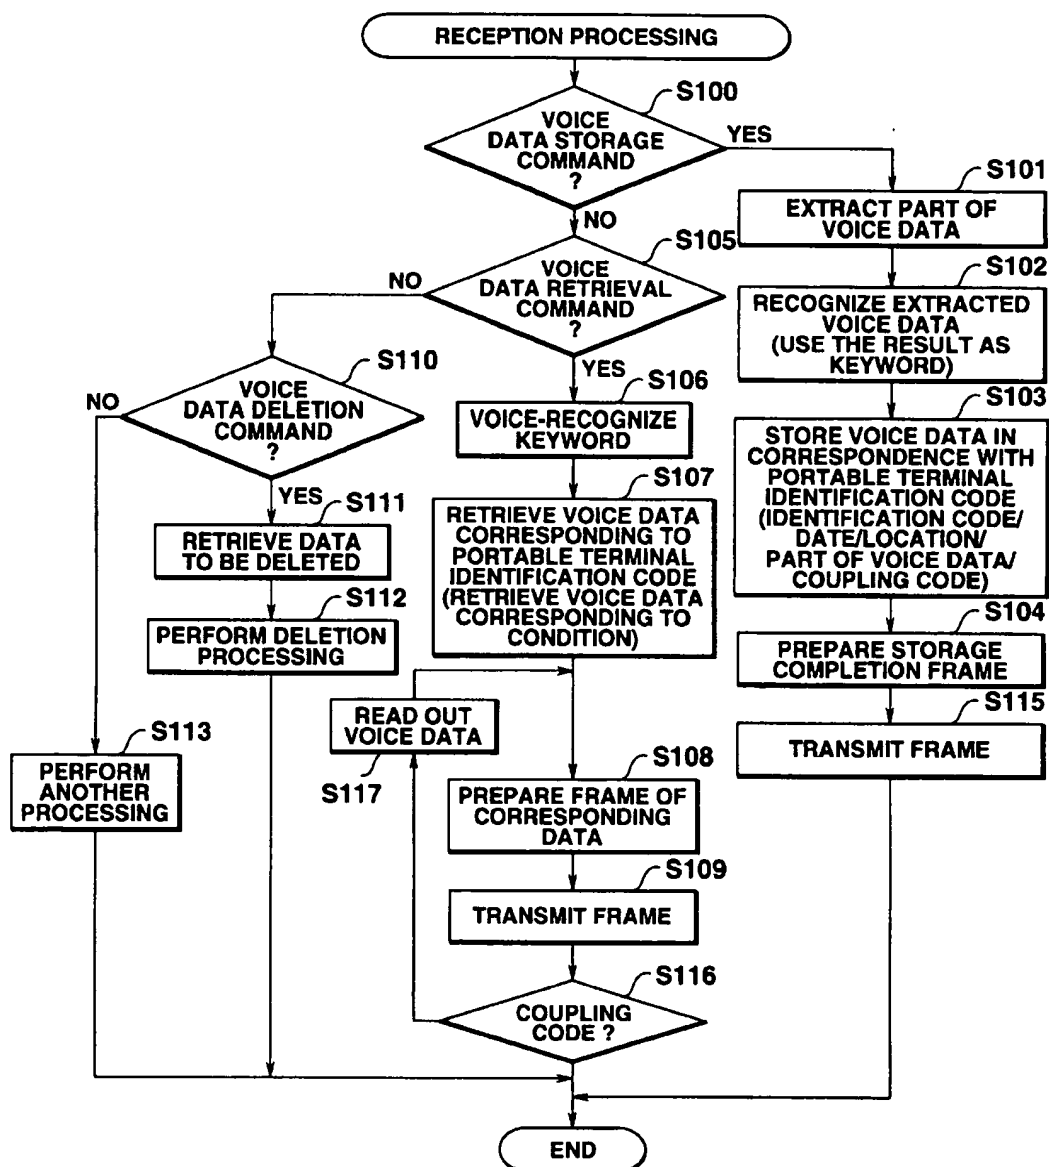 RECEPTION PROCESSING
S100
VOICE
DATA STORAGE
COMMAND
?
YES
NO
S101
EXTRACT PART OF
VOICE DATA
S102
RECOGNIZE EXTRACTED
VOICE DATA
(USE THE RESULT AS
KEYWORD)
S103
STORE VOICE DATA IN
CORRESPONDENCE WITH
PORTABLE TERMINAL
IDENTIFICATION CODE
(IDENTIFICATION CODE/
DATE/LOCATION/
PART OF VOICE DATA/
COUPLING CODE)
S104
PREPARE STORAGE
COMPLETION FRAME
S115
TRANSMIT FRAME
S105
VOICE
DATA RETRIEVAL
COMMAND
?
NO
YES
S106
VOICE-RECOGNIZE
KEYWORD
S107
RETRIEVE VOICE DATA
CORRESPONDING TO
PORTABLE TERMINAL
IDENTIFICATION CODE
(RETRIEVE VOICE DATA
CORRESPONDING TO
CONDITION)
S110
VOICE
DATA DELETION
COMMAND
?
NO
YES
S111
RETRIEVE DATA
TO BE DELETED
S112
PERFORM DELETION
PROCESSING
S113
PERFORM
ANOTHER
PROCESSING
READ OUT
VOICE DATA
S117
S108
PREPARE FRAME OF
CORRESPONDING
DATA
S109
TRANSMIT FRAME
S116
COUPLING
CODE ?
END